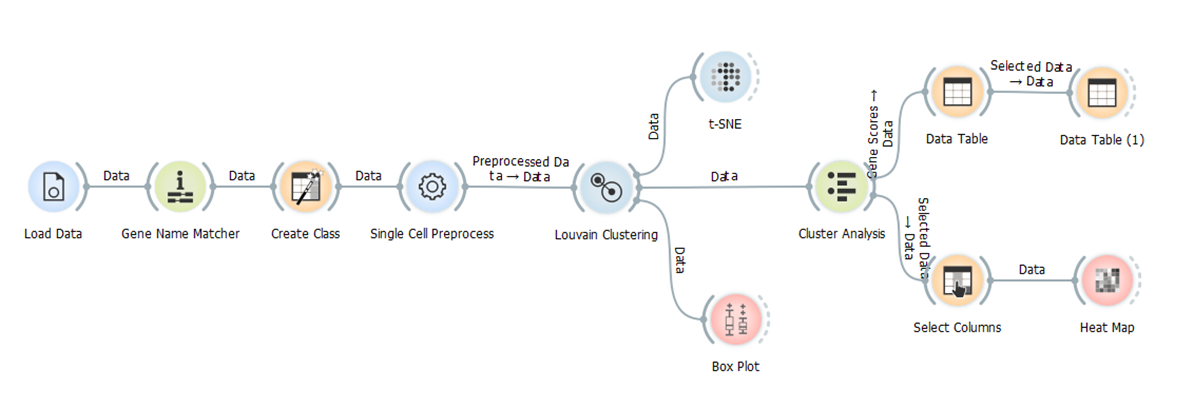 Load Data
Data
Gene Name Matcher
Data
Create Class
Data
Single Cell Preprocess
Preprocessed Da
ta → Data
Louvain Clustering
Data
t-SNE
Data
Data
Box Plot
Cluster Analysis
Gene Scores →
Data
Data Table
Selected Data
→ Data
Data Table (1)
Selected Data
→ Data
Select Columns
Data
Heat Map